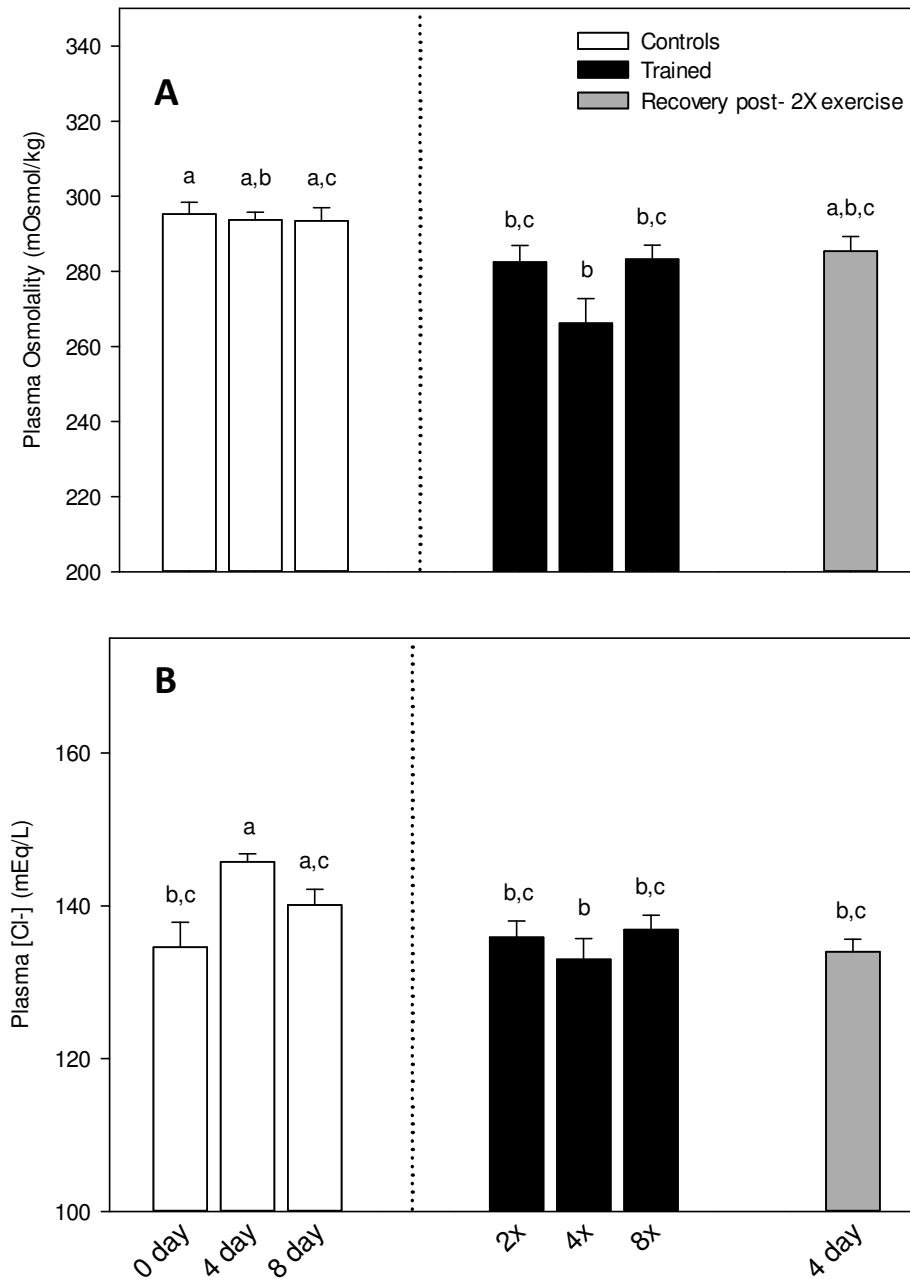 A
Controls
Trained
Recovery post- 2X exercise
Plasma Osmolality (mOsmol/kg)
340
320
300
280
260
240
220
200
a
a,b
a,c
b,c
b
b,c
a,b,c
B
Plasma [Cl-] (mEq/L)
160
140
120
100
b,c
a
a,c
b,c
b
b,c
b,c
0 day
4 day
8 day
2x
4x
8x
4 day